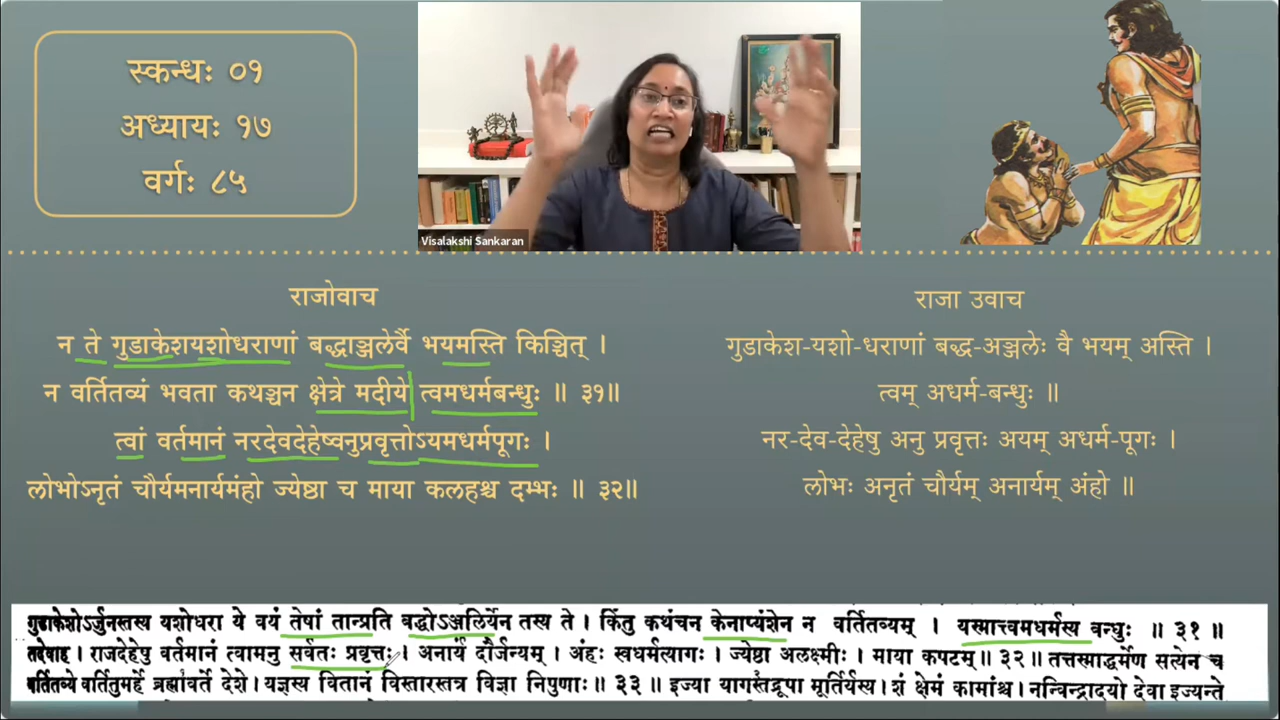 स्कन्धः ०१
अध्यायः १७
वर्गः ८५
Visalakshi Sankaran
राजोवाच
न ते गुडाकेशयशोधराणां बद्धाञ्जलेर्वै भयमस्ति किञ्चित् ।
न वर्तितव्यं भवता कथञ्चन क्षेत्रे मदीये त्वमधर्मबन्धुः ॥ ३१॥
त्वां वर्तमानं नरदेवदेहेष्वनुप्रवृत्तोऽयमधर्मपूगः ।
लोभोऽनृतं चौर्यमनार्यमंहो ज्येष्ठा च माया कलहश्च दम्भः ॥ ३२॥
राजा उवाच
गुडाकेश-यशो-धराणां बद्ध-अञ्जलेः वै भयम् अस्ति ।
त्वम् अधर्म-बन्धुः ॥
नर-देव-देहेषु अनु प्रवृत्तः अयम् अधर्म-पूगः ।
लोभः अनृतं चौर्यम् अनार्यम् अंहो ॥
गुडाकेशोऽर्जुनस्तस्य यशोधरा ये वयं तेषां तान्प्रति बद्धोऽञ्जलिर्येन तस्य ते । किंतु कथंचन केनाप्यंशेन न वर्तितव्यम् । यस्मात्त्वमधर्मस्य बन्धुः ॥ ३१ ॥
तदेवाह । राजदेहेषु वर्तमानं त्वामनु सर्वतः प्रवृत्तः । अनार्यं दौर्जन्यम् । अंहः स्वधर्मत्यागः । ज्येष्ठा अलक्ष्मीः । माया कपटम् ॥ ३२ ॥ तत्तस्माद्धर्मेण सत्येन च
वर्तितव्ये वर्तितुमर्हे ब्रह्मावर्ते देशे । यज्ञस्य वितानं विस्तारस्तत्र विज्ञा निपुणाः ॥ ३३ ॥ इज्या यागस्तद्रूपा मूर्तिर्यस्य । शं क्षेमं कामांश्च । नन्विन्द्रादयो देवा इज्यन्ते